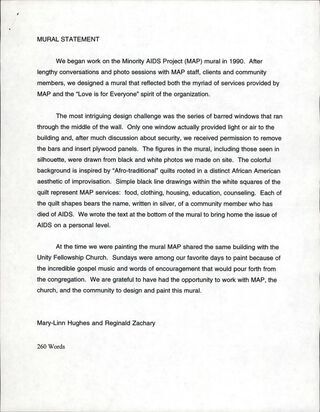 MURAL STATEMENT
We began work on the Minority AIDS Project (MAP) mural in 1990. After
lengthy conversations and photo sessions with MAP staff, clients and community
members, we designed a mural that reflected both the myriad of services provided by
MAP and the "Love is for Everyone" spirit of the organization.
The most intriguing design challenge was the series of barred windows that ran
through the middle of the wall. Only one window actually provided light or air to the
building and, after much discussion about security, we received permission to remove
the bars and insert plywood panels. The figures in the mural, including those seen in
silhouette, were drawn from black and white photos we made on site. The colorful
background is inspired by "Afro-traditional" quilts rooted in a distinct African American
aesthetic of improvisation. Simple black line drawings within the white squares of the
quilt represent MAP services: food, clothing, housing, education, counseling. Each of
the quilt shapes bears the name, written in silver, of a community member who has
died of AIDS. We wrote the text at the bottom of the mural to bring home the issue of
AIDS on a personal level.
At the time we were painting the mural MAP shared the same building with the
Unity Fellowship Church. Sundays were among our favorite days to paint because of
the incredible gospel music and words of encouragement that would pour forth from
the congregation. We are grateful to have had the opportunity to work with MAP, the
church, and the community to design and paint this mural.
Mary-Linn Hughes and Reginald Zachary
260 Words